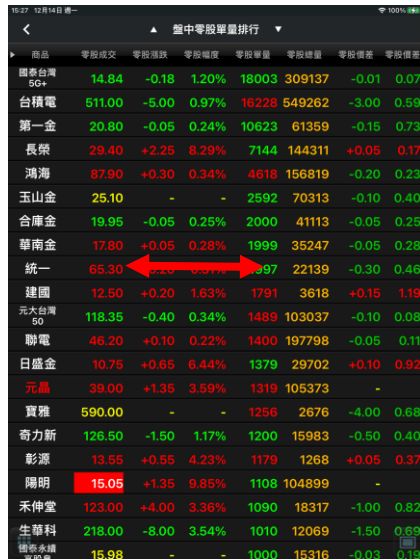 15:27 12月14日 週一 100%
盤中零股單量排行
商品 零股成交 零股漲跌 零股幅度 零股單量 零股總量 零股價差 零股價差
國泰台灣5G+ 14.84 -0.18 1.20% 18003 309137 -0.01 0.07
台積電 511.00 -5.00 0.97% 16228 549262 -3.00 0.59
第一金 20.80 -0.05 0.24% 10623 61359 -0.15 0.73
長榮 29.40 +2.25 8.29% 7144 144311 +0.05 0.17
鴻海 87.90 +0.30 0.34% 4618 156819 -0.20 0.23
玉山金 25.10 - - 2592 70313 -0.10 0.40
合庫金 19.95 -0.05 0.25% 2000 41113 -0.05 0.25
華南金 17.80 +0.05 0.28% 1999 35247 -0.05 0.28
統一 65.30 22139 -0.30 0.46
建國 12.50 +0.20 1.63% 1791 3618 +0.15 1.19
元大台灣50 118.35 -0.40 0.34% 1489 103037 -0.10 0.08
聯電 46.20 +0.10 0.22% 1400 197798 -0.05 0.11
日盛金 10.75 +0.65 6.44% 1379 29702 +0.10 0.92
元晶 39.00 +1.35 3.59% 1319 105373 -
寶雅 590.00 - - 1256 2676 -4.00 0.68
奇力新 126.50 -1.50 1.17% 1200 15983 -0.50 0.40
彰源 13.55 +0.55 4.23% 1179 1268 +0.05 0.37
陽明 15.05 +1.35 9.85% 1108 104899 -
禾伸堂 123.00 +4.00 3.36% 1090 18317 -1.00 0.82
生華科 218.00 -8.00 3.54% 1010 12069 -1.50 0.69
國泰永續 15.98 - - 1000 15316 -0.03 0.19